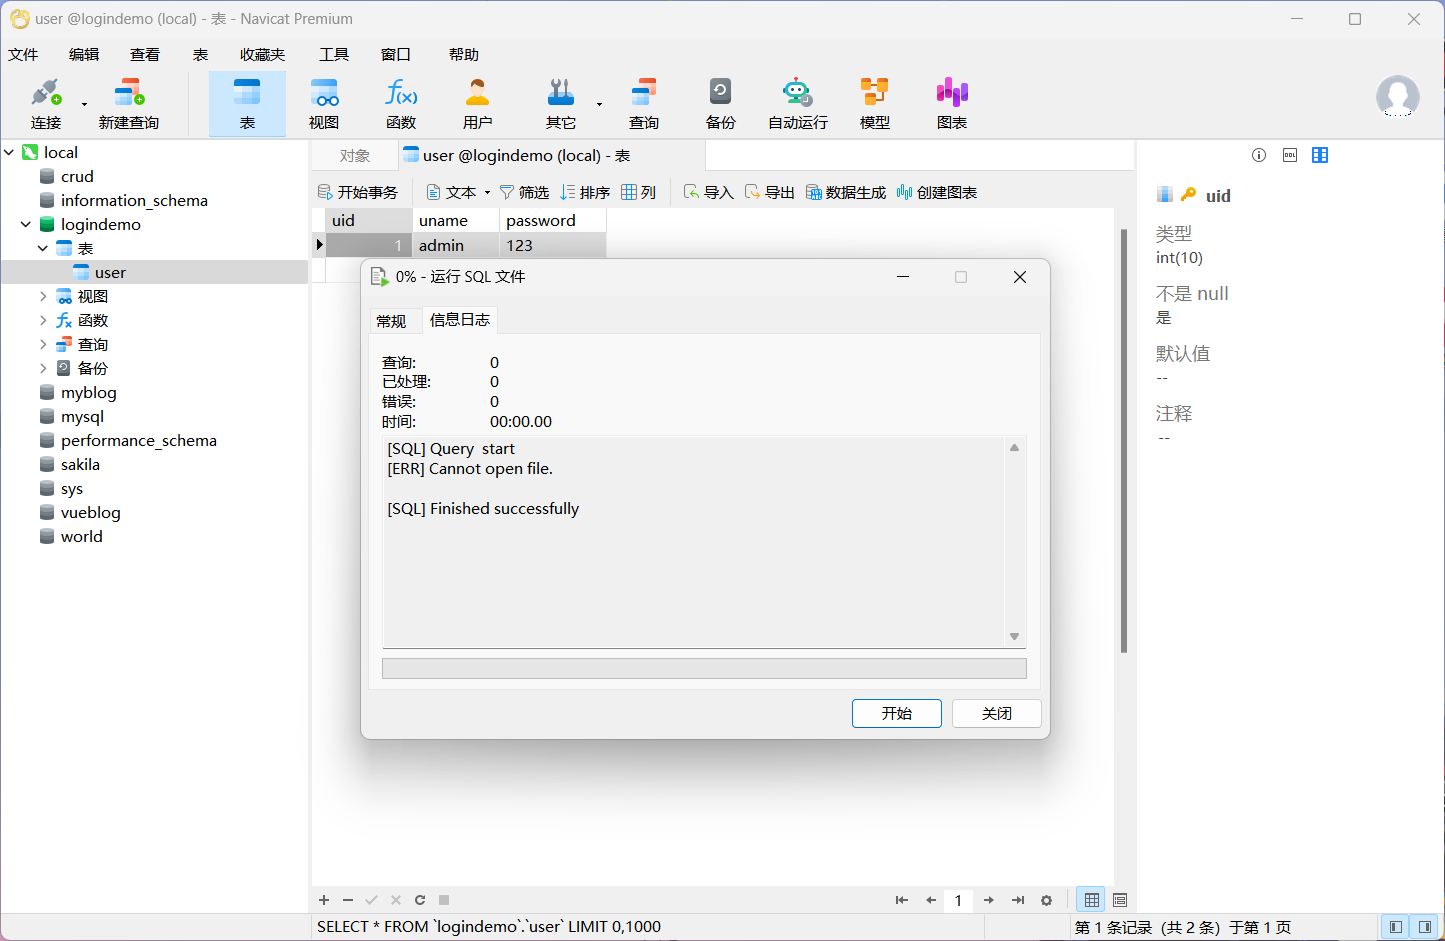 user @logindemo (local) - 表 - Navicat Premium
文件 编辑 查看 表 收藏夹 工具 窗口 帮助
连接 新建查询 表 视图 函数 用户 其它 查询 备份 自动运行 模型 图表
local
crud
information_schema
logindemo
表
user
视图
函数
查询
备份
myblog
mysql
performance_schema
sakila
sys
vueblog
world
对象 user @logindemo (local) - 表
开始事务 文本 筛选 排序 列 导入 导出 数据生成 创建图表
uid uname password
1 admin 123
0% - 运行 SQL 文件
常规 信息日志
查询: 0
已处理: 0
错误: 0
时间: 00:00.00
[SQL] Query  start
[ERR] Cannot open file.
[SQL] Finished successfully
开始 关闭
DDL
uid
类型
int(10)
不是 null
是
默认值
--
注释
--
1
SELECT * FROM `logindemo`.`user` LIMIT 0,1000
第 1 条记录 (共 2 条) 于第 1 页